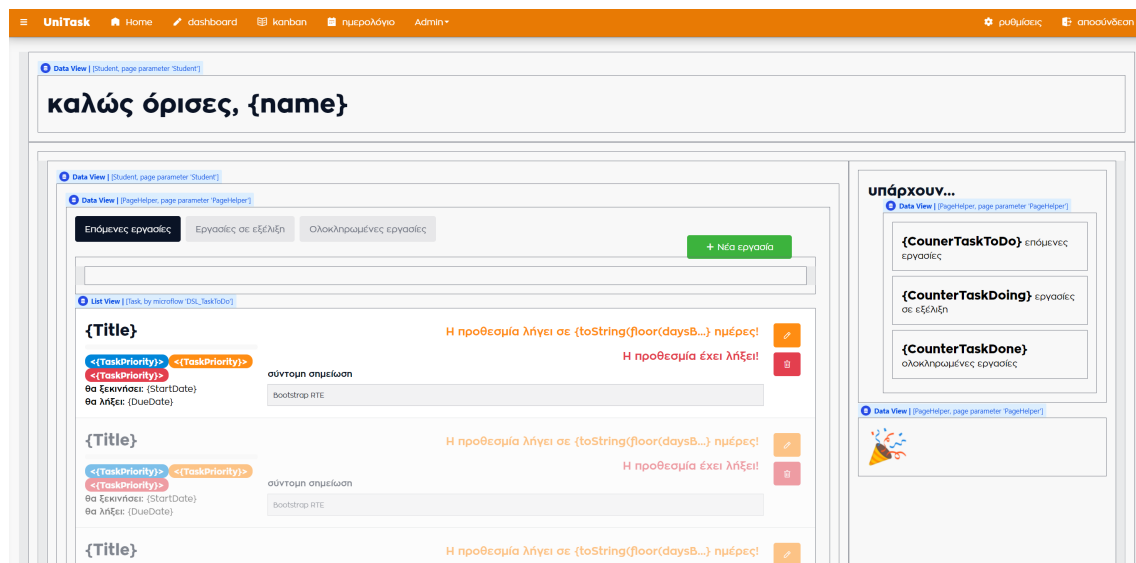 UniTask Home dashboard kanban ημερολόγιο Admin ρυθμίσεις αποσύνδεση
Data View | [Student, page parameter 'Student']
καλώς όρισες, {name}
Data View | [Student, page parameter 'Student']
Data View | [PageHelper, page parameter 'PageHelper']
Επόμενες εργασίες Εργασίες σε εξέλιξη Ολοκληρωμένες εργασίες
+ Νέα εργασία
List View | [Task, by microflow 'DSL_TaskToDo']
{Title}
Η προθεσμία λήγει σε {toString(floor(daysB...} ημέρες!
<{TaskPriority}> <{TaskPriority}>
Η προθεσμία έχει λήξει!
<{TaskPriority}>
σύντομη σημείωση
θα ξεκινήσει: {StartDate}
Bootstrap RTE
θα λήξει: {DueDate}
{Title}
Η προθεσμία λήγει σε {toString(floor(daysB...} ημέρες!
<{TaskPriority}> <{TaskPriority}>
Η προθεσμία έχει λήξει!
<{TaskPriority}>
σύντομη σημείωση
θα ξεκινήσει: {StartDate}
Bootstrap RTE
θα λήξει: {DueDate}
{Title}
Η προθεσμία λήγει σε {toString(floor(daysB...} ημέρες!
υπάρχουν...
Data View | [PageHelper, page parameter 'PageHelper']
{CounerTaskToDo} επόμενες
εργασίες
{CounterTaskDoing} εργασίες
σε εξέλιξη
{CounterTaskDone}
ολοκληρωμένες εργασίες
Data View | [PageHelper, page parameter 'PageHelper']